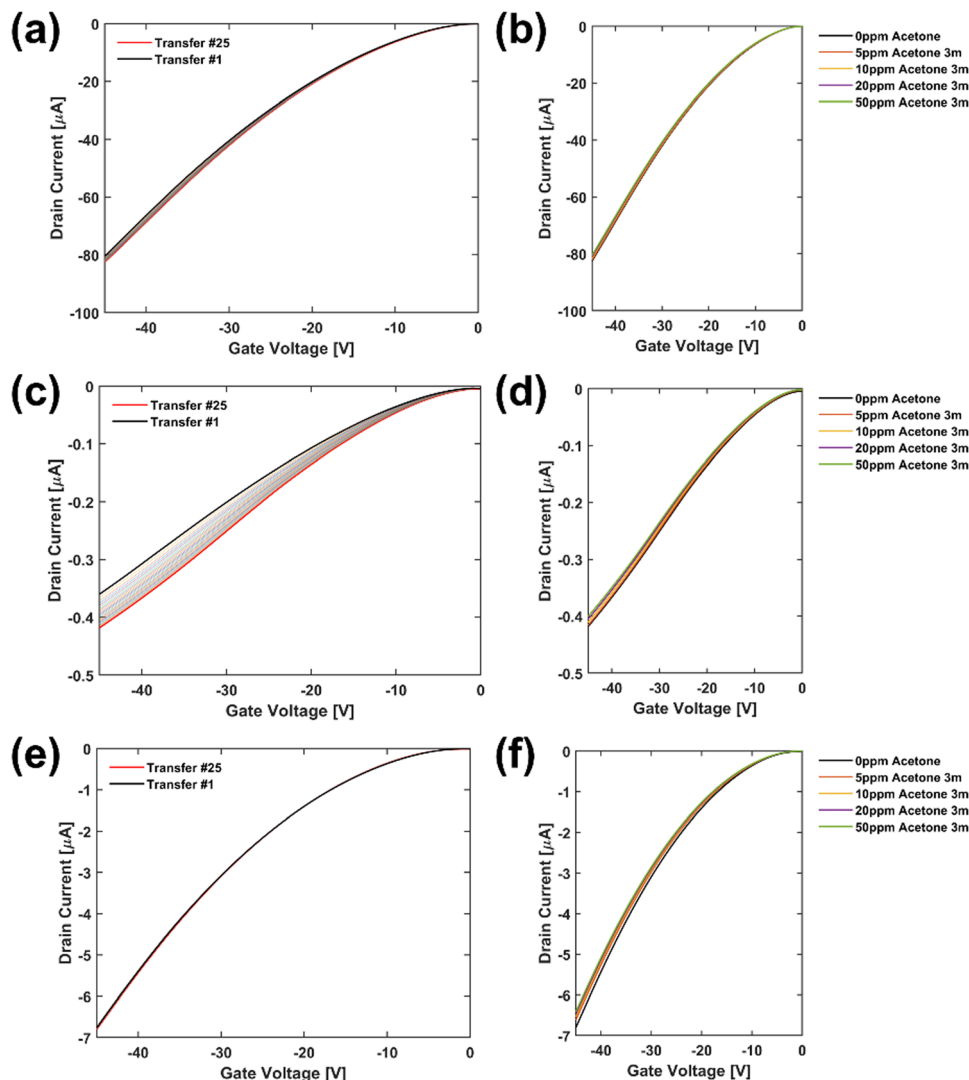 (a)
Transfer #25
Transfer #1
0
-20
-40
-60
-80
-100
Drain Current [μA]
-40 -30 -20 -10 0
Gate Voltage [V]
(b)
0ppm Acetone
5ppm Acetone 3m
10ppm Acetone 3m
20ppm Acetone 3m
50ppm Acetone 3m
0
-20
-40
-60
-80
-100
Drain Current [μA]
-40 -30 -20 -10 0
Gate Voltage [V]
(c)
Transfer #25
Transfer #1
0
-0.1
-0.2
-0.3
-0.4
-0.5
Drain Current [μA]
-40 -30 -20 -10 0
Gate Voltage [V]
(d)
0ppm Acetone
5ppm Acetone 3m
10ppm Acetone 3m
20ppm Acetone 3m
50ppm Acetone 3m
0
-0.1
-0.2
-0.3
-0.4
-0.5
Drain Current [μA]
-40 -30 -20 -10 0
Gate Voltage [V]
(e)
Transfer #25
Transfer #1
0
-1
-2
-3
-4
-5
-6
-7
Drain Current [μA]
-40 -30 -20 -10 0
Gate Voltage [V]
(f)
0ppm Acetone
5ppm Acetone 3m
10ppm Acetone 3m
20ppm Acetone 3m
50ppm Acetone 3m
0
-1
-2
-3
-4
-5
-6
-7
Drain Current [μA]
-40 -30 -20 -10 0
Gate Voltage [V]